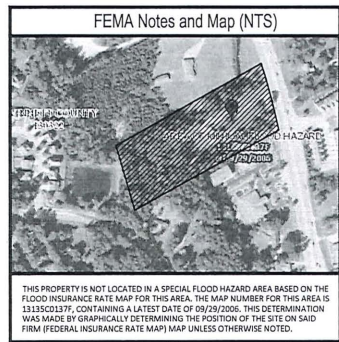 FEMA Notes and Map (NTS)
COUNTY
HAZARD
THIS PROPERTY IS NOT LOCATED IN A SPECIAL FLOOD HAZARD AREA BASED ON THE
FLOOD INSURANCE RATE MAP FOR THIS AREA. THE MAP NUMBER FOR THIS AREA IS
13135C0137F, CONTAINING A LATEST DATE OF 09/29/2006. THIS DETERMINATION
WAS MADE BY GRAPHICALLY DETERMINING THE POSITION OF THE SITE ON SAID
FIRM (FEDERAL INSURANCE RATE MAP) MAP UNLESS OTHERWISE NOTED.